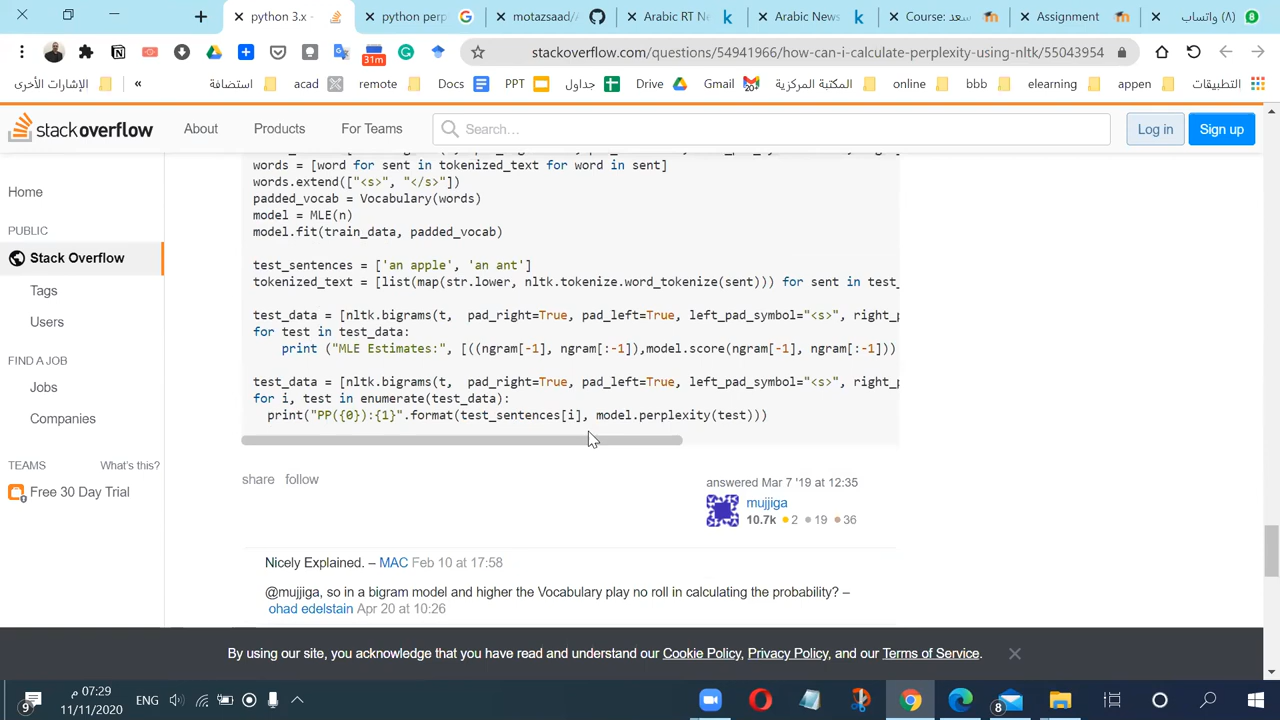 python 3.x
python perp
motazsaad/
Arabic RT Ne
Arabic News
Course: سعد
Assignment
(٨) واتساب
8
31m
stackoverflow.com/questions/54941966/how-can-i-calculate-perplexity-using-nltk/55043954
الإشارات الأخرى
«
استضافة
acad
remote
Docs
PPT
جداول
Drive
Gmail
20+
المكتبة المركزية
online
bbb
elearning
appen
التطبيقات
stackoverflow
About
Products
For Teams
Search…
Log in
Sign up
Home
PUBLIC
Stack Overflow
Tags
Users
FIND A JOB
Jobs
Companies
TEAMS
What's this?
Free 30 Day Trial
words = [word for sent in tokenized_text for word in sent]
words.extend(["<s>", "</s>"])
padded_vocab = Vocabulary(words)
model = MLE(n)
model.fit(train_data, padded_vocab)
test_sentences = ['an apple', 'an ant']
tokenized_text = [list(map(str.lower, nltk.tokenize.word_tokenize(sent))) for sent in test_
test_data = [nltk.bigrams(t,  pad_right=True, pad_left=True, left_pad_symbol="<s>", right_p
for test in test_data:
print ("MLE Estimates:", [((ngram[-1], ngram[:-1]),model.score(ngram[-1], ngram[:-1]))
test_data = [nltk.bigrams(t,  pad_right=True, pad_left=True, left_pad_symbol="<s>", right_p
for i, test in enumerate(test_data):
print("PP({0}):{1}".format(test_sentences[i], model.perplexity(test)))
share
follow
answered Mar 7 '19 at 12:35
mujjiga
10.7k 2 19 36
Nicely Explained. – MAC Feb 10 at 17:58
@mujjiga, so in a bigram model and higher the Vocabulary play no roll in calculating the probability? –
ohad edelstain Apr 20 at 10:26
By using our site, you acknowledge that you have read and understand our Cookie Policy, Privacy Policy, and our Terms of Service.
9
07:29 م
11/11/2020
ENG
8